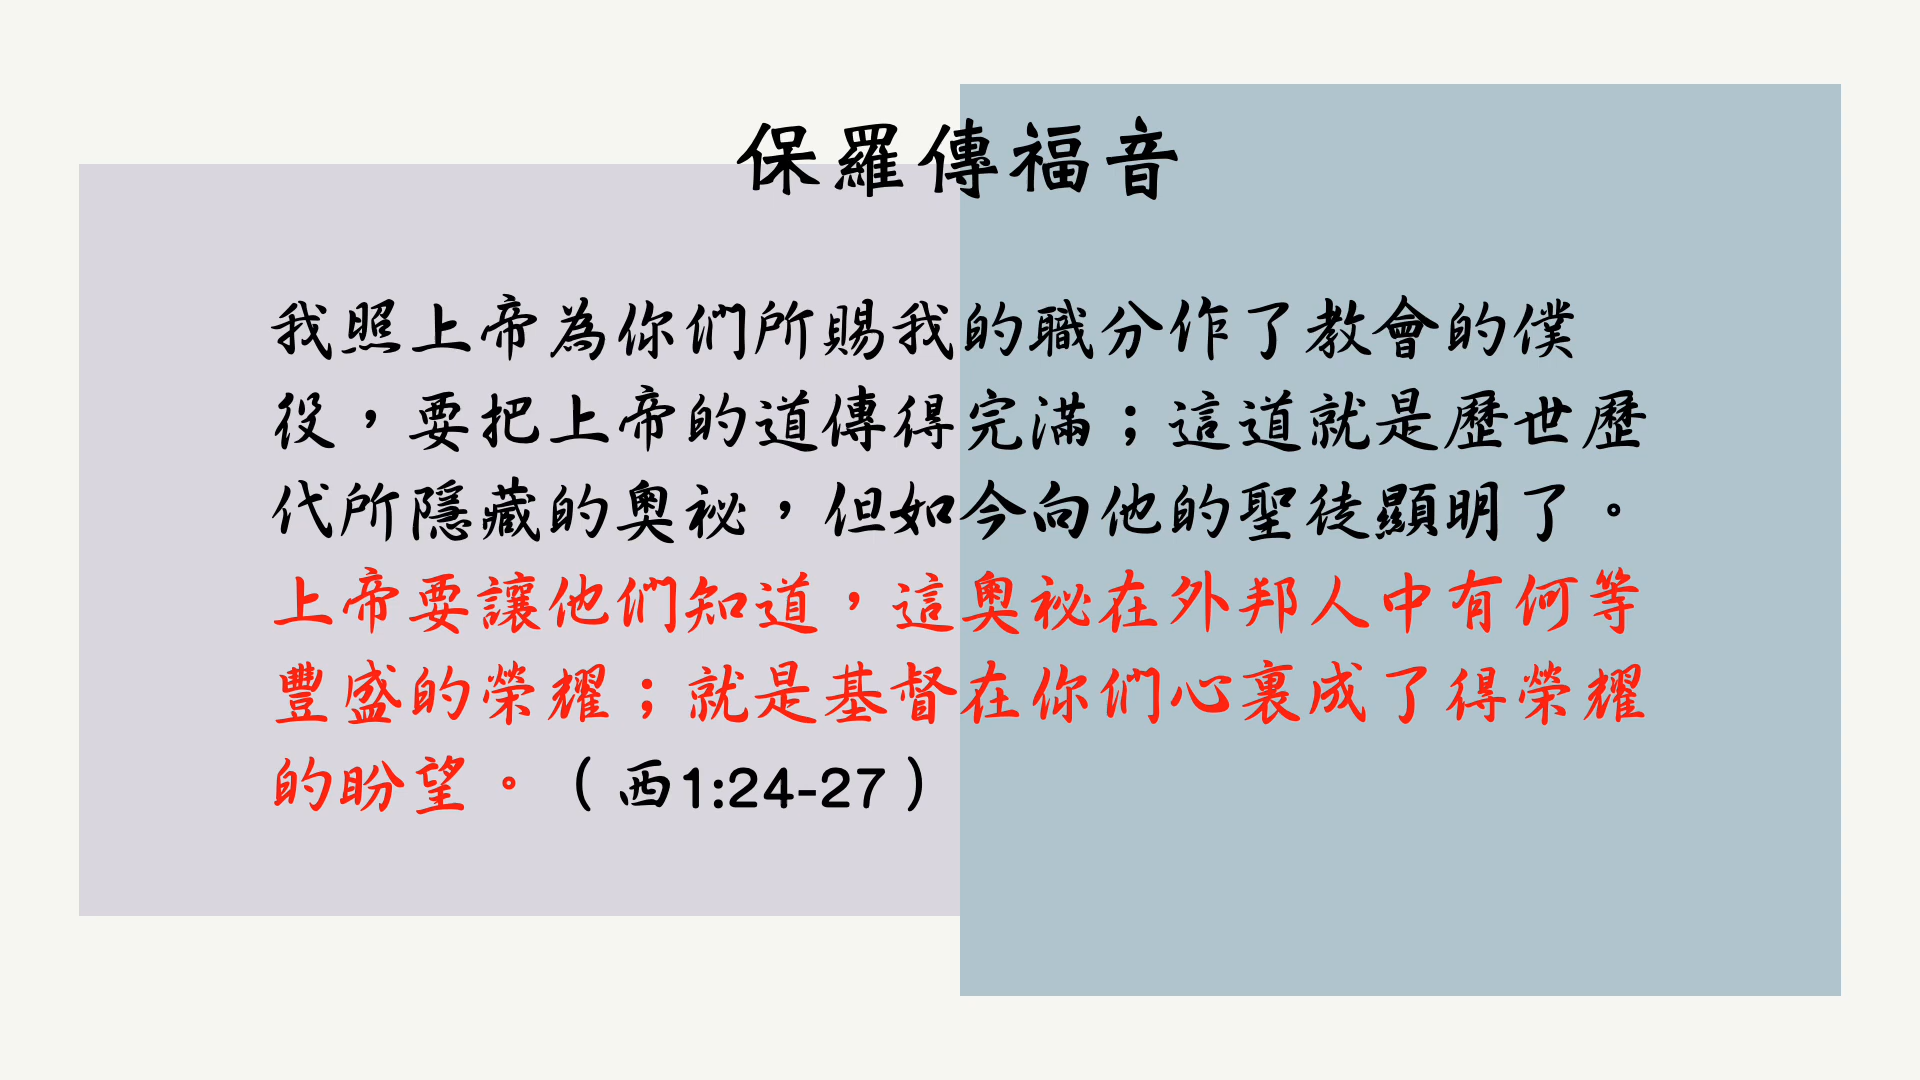 保羅傳福音
我照上帝為你們所賜我的職分作了教會的僕
役，要把上帝的道傳得完滿；這道就是歷世歷
代所隱藏的奧祕，但如今向他的聖徒顯明了。
上帝要讓他們知道，這奧祕在外邦人中有何等
豐盛的榮耀；就是基督在你們心裏成了得榮耀
的盼望。（西1:24-27）